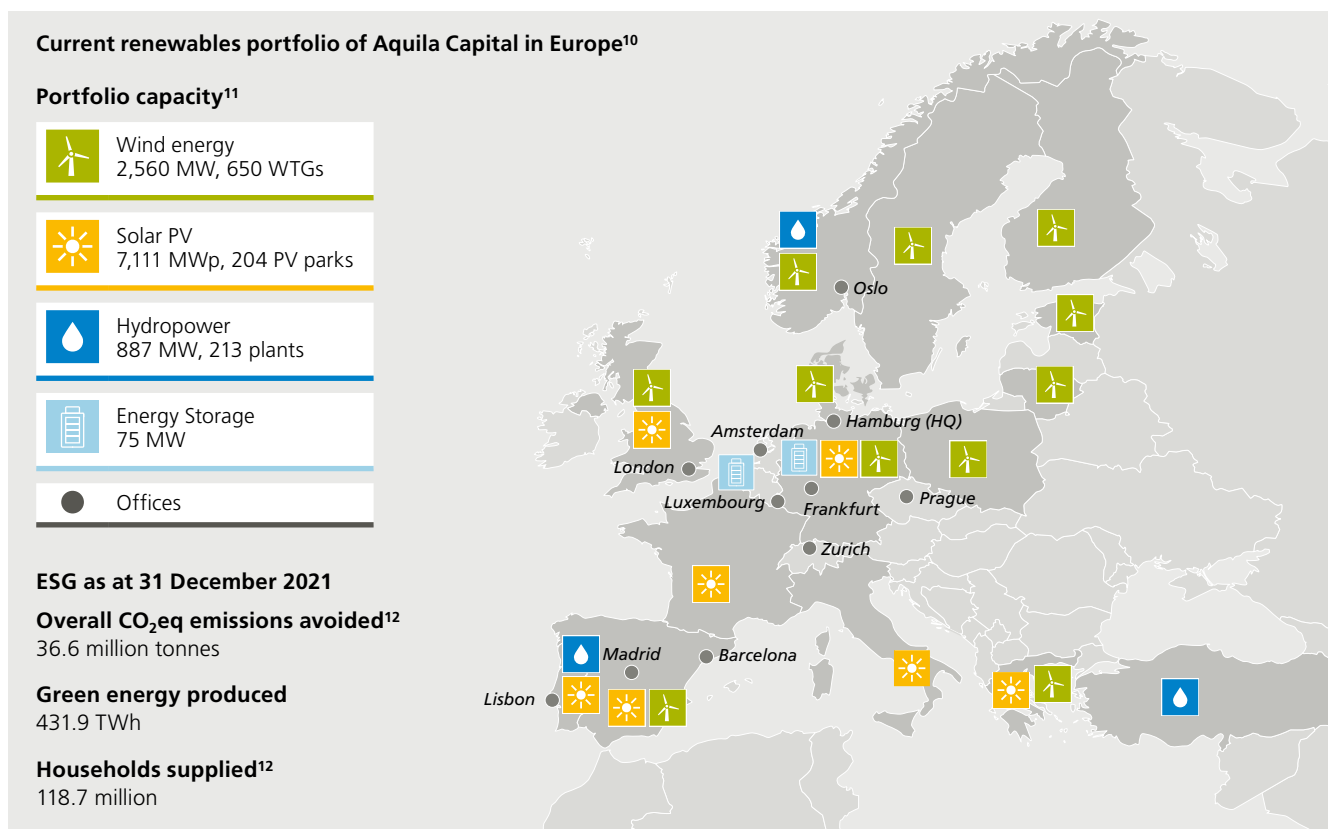 Current renewables portfolio of Aquila Capital in Europe¹⁰
Portfolio capacity¹¹
Wind energy
2,560 MW, 650 WTGs
Solar PV
7,111 MWp, 204 PV parks
Hydropower
887 MW, 213 plants
Energy Storage
75 MW
Offices
ESG as at 31 December 2021
Overall CO₂eq emissions avoided¹²
36.6 million tonnes
Green energy produced
431.9 TWh
Households supplied¹²
118.7 million
Oslo
Hamburg (HQ)
Amsterdam
London
Luxembourg
Frankfurt
Prague
Zurich
Madrid
Barcelona
Lisbon